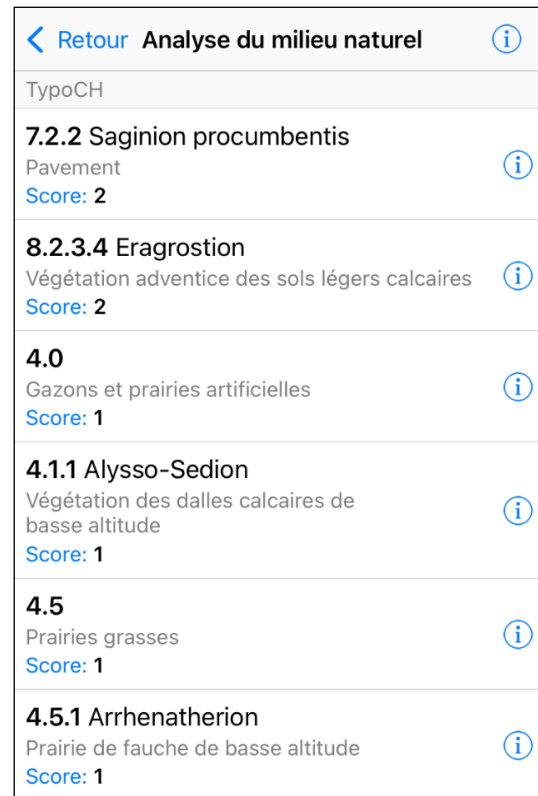 Retour Analyse du milieu naturel
TypoCH
7.2.2 Saginion procumbentis
Pavement
Score: 2
8.2.3.4 Eragrostion
Végétation adventice des sols légers calcaires
Score: 2
4.0
Gazons et prairies artificielles
Score: 1
4.1.1 Alysso-Sedion
Végétation des dalles calcaires de
basse altitude
Score: 1
4.5
Prairies grasses
Score: 1
4.5.1 Arrhenatherion
Prairie de fauche de basse altitude
Score: 1